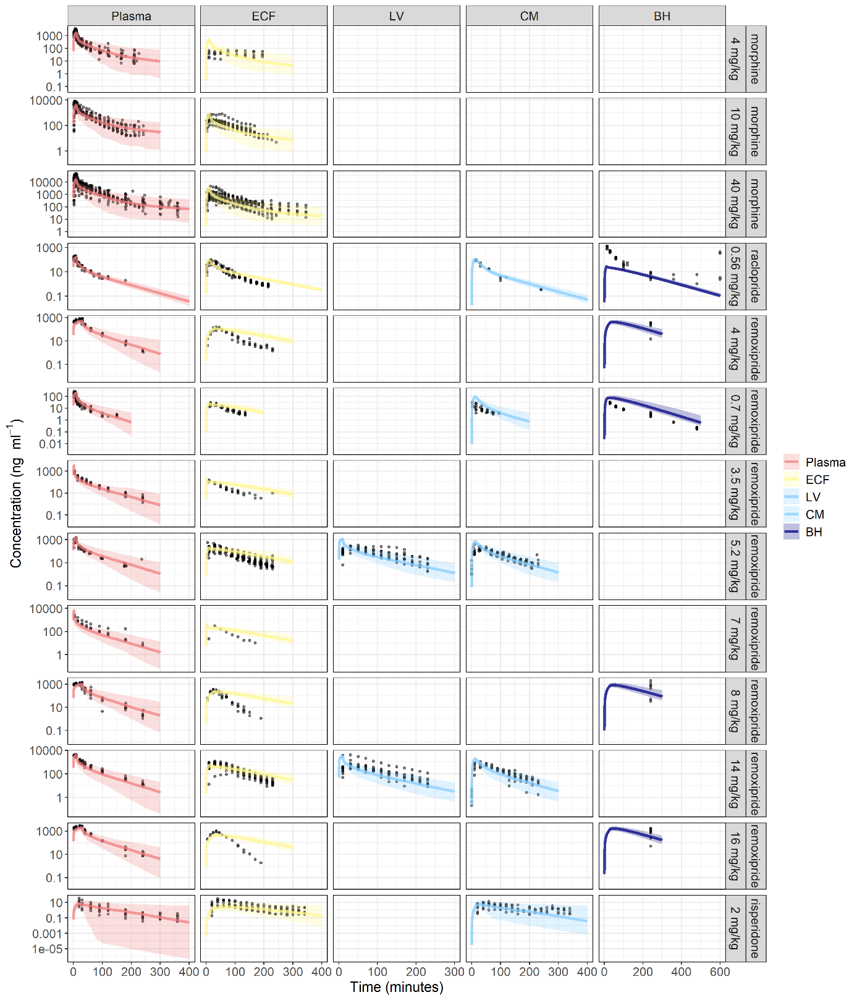 Plasma ECF LV CM BH
1000
100
10
1
0.1
morphine
4 mg/kg
10000
100
1
morphine
10 mg/kg
10000
1000
100
10
1
morphine
40 mg/kg
1000
10
0.1
raclopride
0.56 mg/kg
1000
10
0.1
remoxipride
4 mg/kg
100
10
1
0.1
0.01
remoxipride
0.7 mg/kg
1000
10
0.1
remoxipride
3.5 mg/kg
1000
10
0.1
remoxipride
5.2 mg/kg
10000
100
1
remoxipride
7 mg/kg
1000
10
0.1
remoxipride
8 mg/kg
10000
100
1
remoxipride
14 mg/kg
1000
10
0.1
remoxipride
16 mg/kg
10
0.1
0.001
1e-05
risperidone
2 mg/kg
0 100 200 300 400 0 100 200 300 400 0 100 200 300 0 100 200 300 400 0 200 400 600
Time (minutes)
Concentration (ng ml⁻¹)
Plasma
ECF
LV
CM
BH